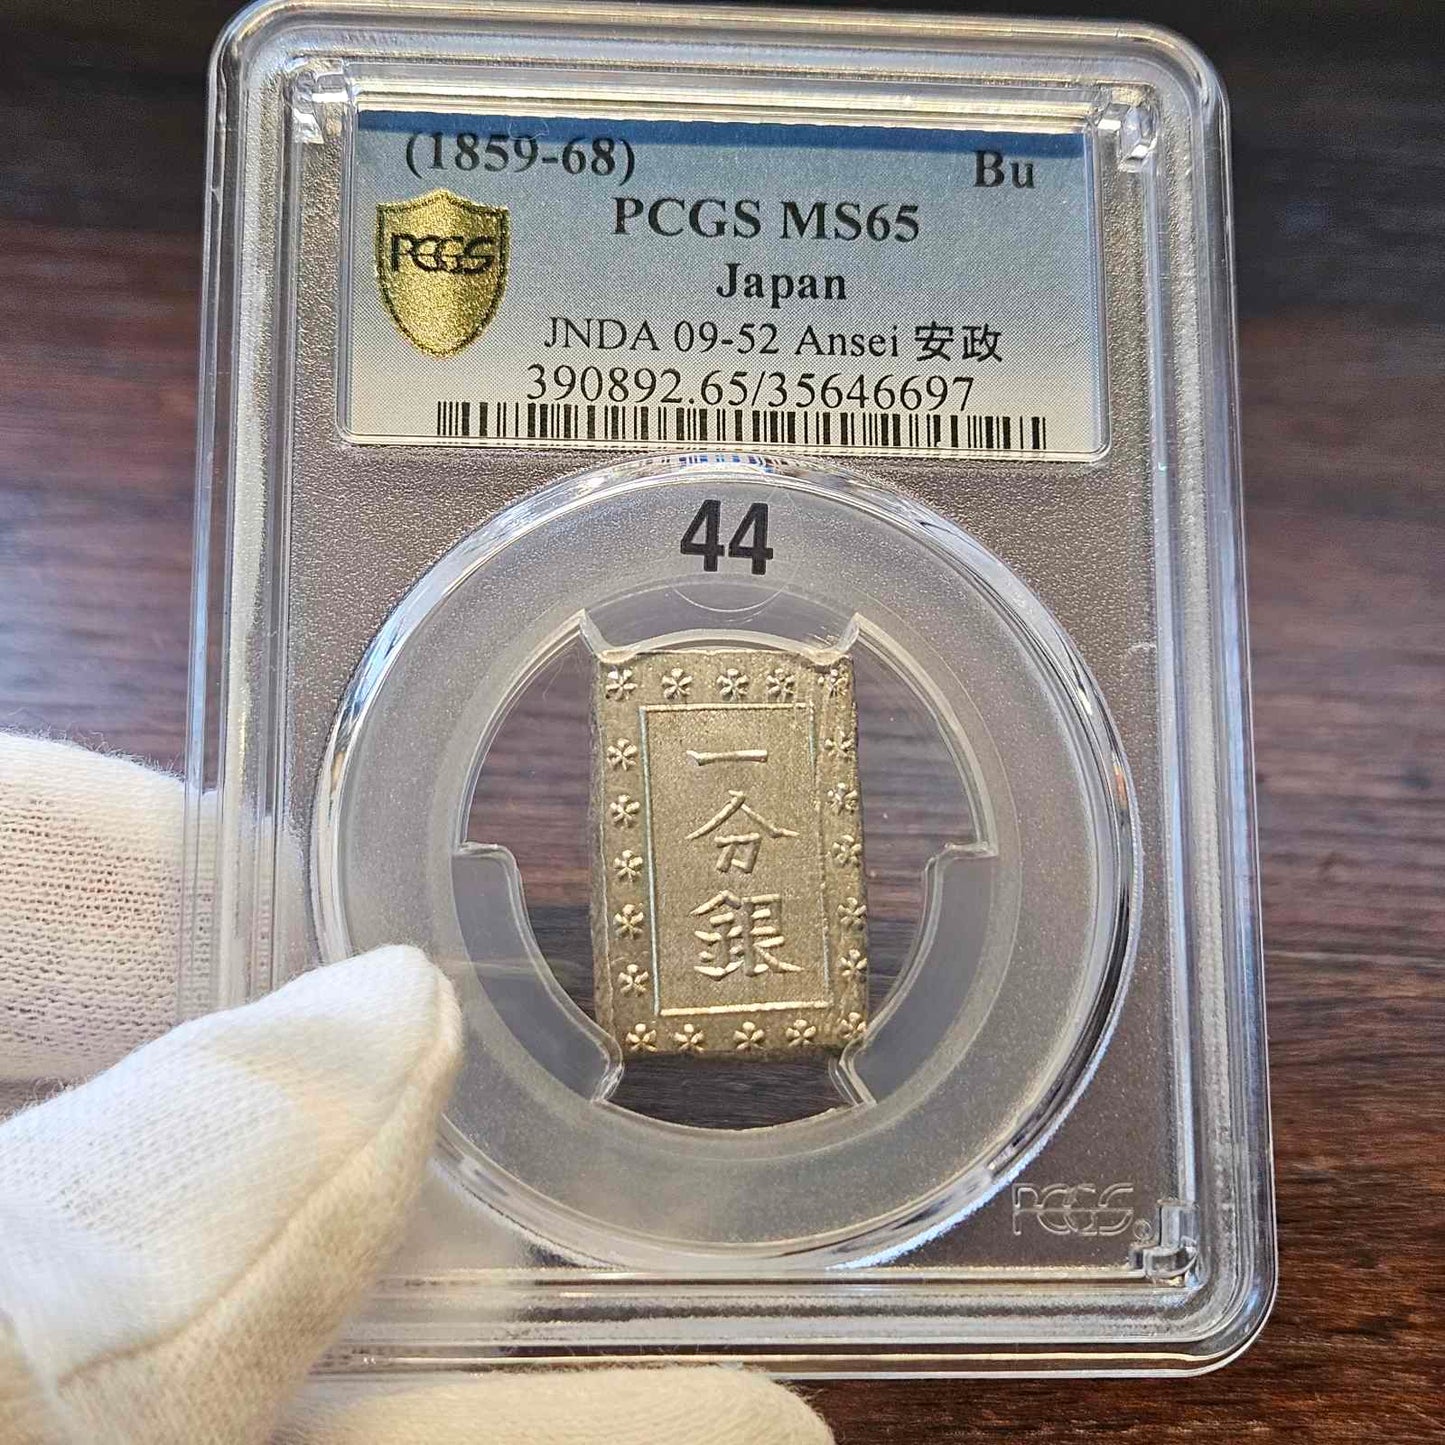 (1859-68) Bu
PCGS MS65
PCGS
Japan
JNDA 09-52 Ansei 安政
390892.65/35646697
44
一
分
銀
PCGS